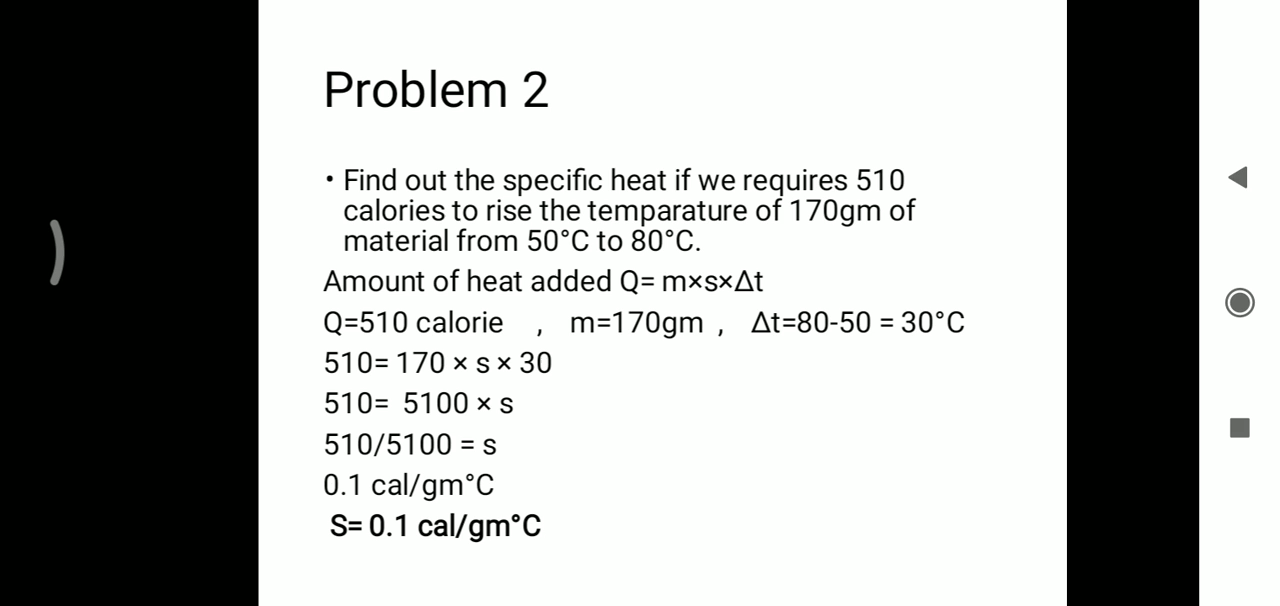 Problem 2
• Find out the specific heat if we requires 510
calories to rise the temparature of 170gm of
material from 50°C to 80°C.
Amount of heat added Q= m×s×Δt
Q=510 calorie , m=170gm , Δt=80-50 = 30°C
510= 170 × s × 30
510= 5100 × s
510/5100 = s
0.1 cal/gm°C
S= 0.1 cal/gm°C